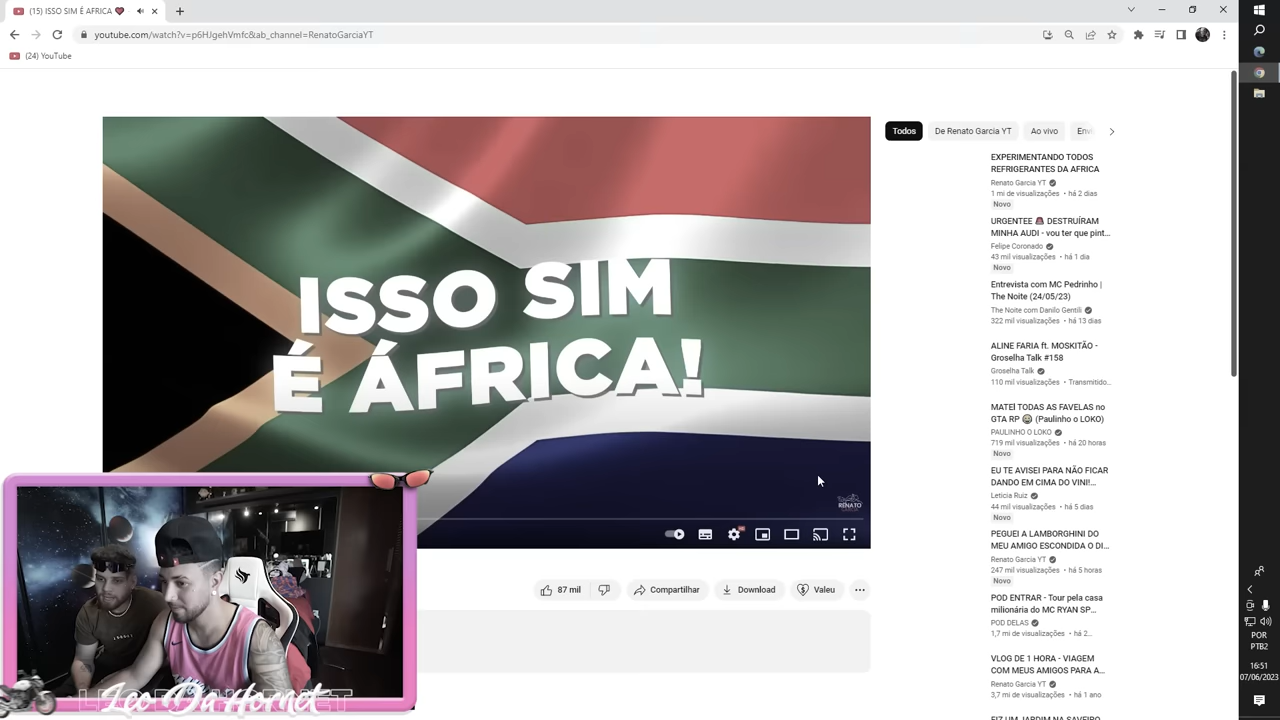 (15) ISSO SIM É AFRICA
youtube.com/watch?v=p6HJgehVmfc&ab_channel=RenatoGarciaYT
(24) YouTube
ISSO SIM
É ÁFRICA!
RENATO
GARCIA
87 mil
Compartilhar
Download
Valeu
Todos
De Renato Garcia YT
Ao vivo
EXPERIMENTANDO TODOS
REFRIGERANTES DA AFRICA
Renato Garcia YT
1 mi de visualizações • há 2 dias
Novo
URGENTEE DESTRUÍRAM
MINHA AUDI - vou ter que pint...
Felipe Coronado
43 mil visualizações • há 1 dia
Novo
Entrevista com MC Pedrinho |
The Noite (24/05/23)
The Noite com Danilo Gentili
322 mil visualizações • há 13 dias
ALINE FARIA ft. MOSKITÃO -
Groselha Talk #158
Groselha Talk
110 mil visualizações • Transmitido...
MATEI TODAS AS FAVELAS no
GTA RP (Paulinho o LOKO)
PAULINHO O LOKO
719 mil visualizações • há 20 horas
Novo
EU TE AVISEI PARA NÃO FICAR
DANDO EM CIMA DO VINI!...
Leticia Ruiz
44 mil visualizações • há 5 dias
Novo
PEGUEI A LAMBORGHINI DO
MEU AMIGO ESCONDIDA O DI...
Renato Garcia YT
247 mil visualizações • há 5 horas
Novo
POD ENTRAR - Tour pela casa
milionária do MC RYAN SP...
POD DELAS
1,7 mi de visualizações • há 2...
VLOG DE 1 HORA - VIAGEM
COM MEUS AMIGOS PARA A...
Renato Garcia YT
3,7 mi de visualizações • há 1 ano
FIZ UM JARDIM NA SAVEIRO
Leo Da Hornet
POR
PTB2
16:51
07/06/2023